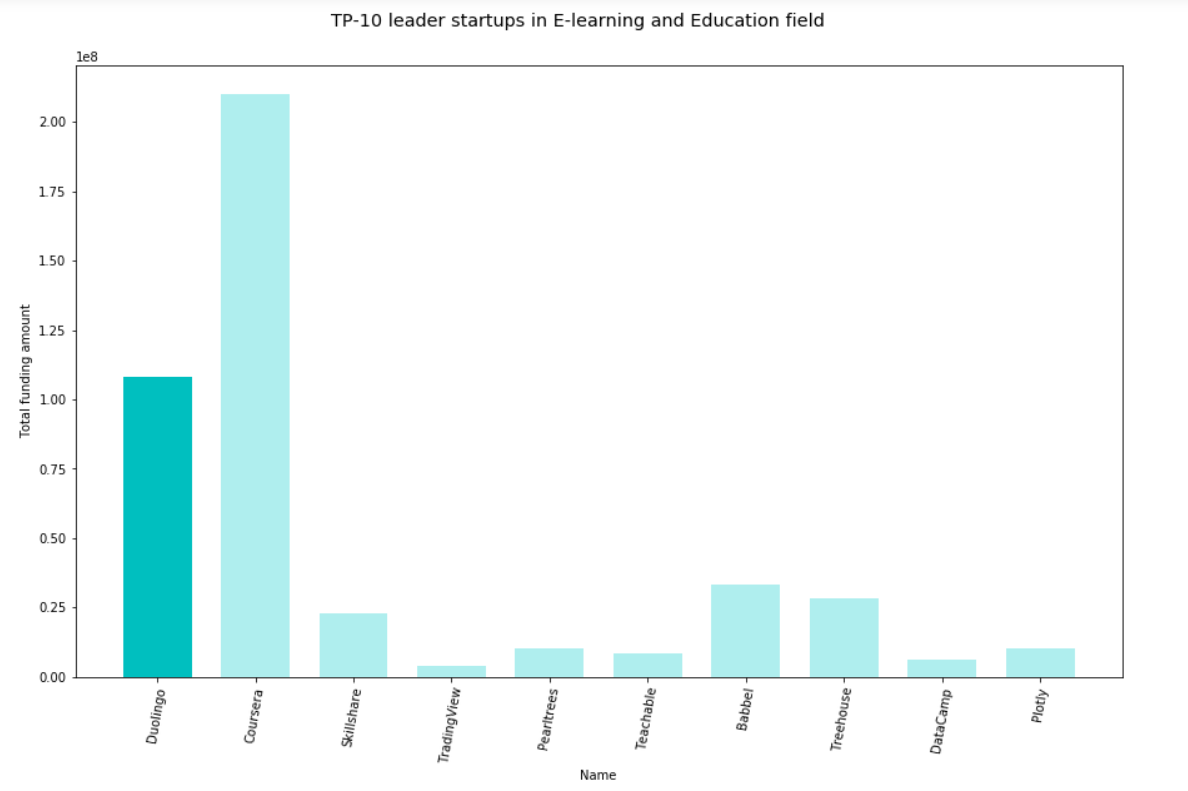 TP-10 leader startups in E-learning and Education field
1e8
2.00
1.75
1.50
1.25
1.00
0.75
0.50
0.25
0.00
Total funding amount
Duolingo
Coursera
Skillshare
TradingView
Pearltrees
Teachable
Babbel
Treehouse
DataCamp
Plotly
Name